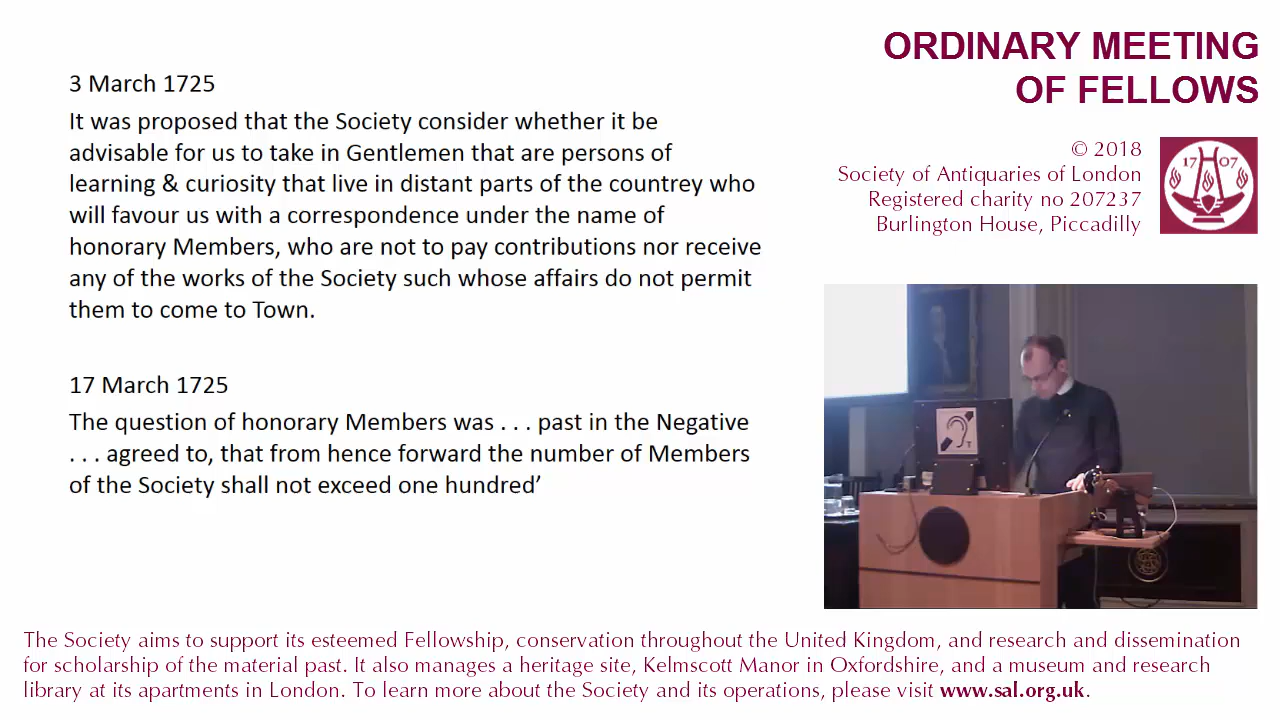 3 March 1725
It was proposed that the Society consider whether it be
advisable for us to take in Gentlemen that are persons of
learning & curiosity that live in distant parts of the countrey who
will favour us with a correspondence under the name of
honorary Members, who are not to pay contributions nor receive
any of the works of the Society such whose affairs do not permit
them to come to Town.
17 March 1725
The question of honorary Members was . . . past in the Negative
. . . agreed to, that from hence forward the number of Members
of the Society shall not exceed one hundred’
ORDINARY MEETING
OF FELLOWS
© 2018
Society of Antiquaries of London
Registered charity no 207237
Burlington House, Piccadilly
17 07
T
The Society aims to support its esteemed Fellowship, conservation throughout the United Kingdom, and research and dissemination
for scholarship of the material past. It also manages a heritage site, Kelmscott Manor in Oxfordshire, and a museum and research
library at its apartments in London. To learn more about the Society and its operations, please visit www.sal.org.uk.